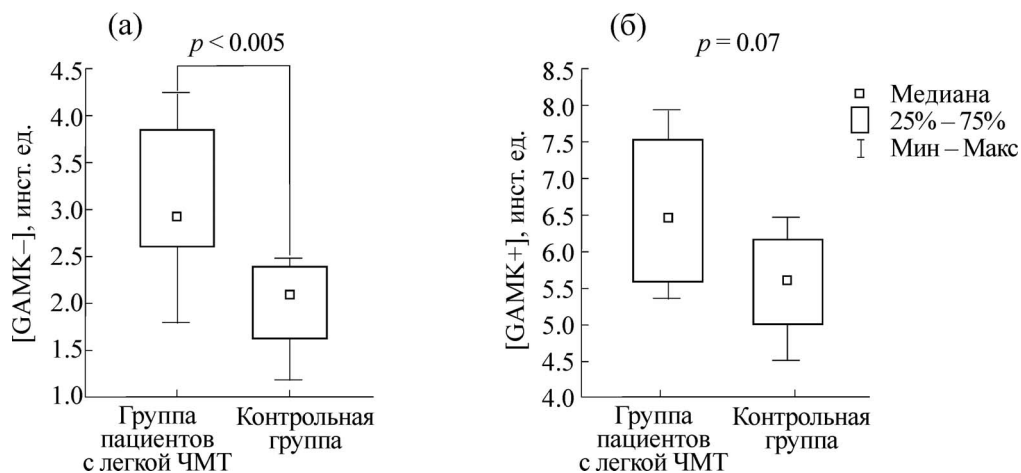 (а)
p < 0.005
[GAMK–], инст. ед.
4.5
4.0
3.5
3.0
2.5
2.0
1.5
1.0
Группа
пациентов
с легкой ЧМТ
Контрольная
группа
(б)
p = 0.07
[GAMK+], инст. ед.
8.5
8.0
7.5
7.0
6.5
6.0
5.5
5.0
4.5
4.0
Группа
пациентов
с легкой ЧМТ
Контрольная
группа
Медиана
25% – 75%
Мин – Макс